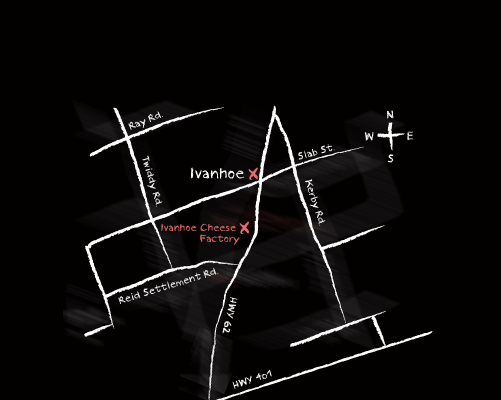 Ray Rd.
N
W E
S
Slab St.
Twiddy Rd.
Ivanhoe X
Kerby Rd.
Ivanhoe Cheese X
Factory
Reid Settlement Rd.
HWY 62
HWY 401